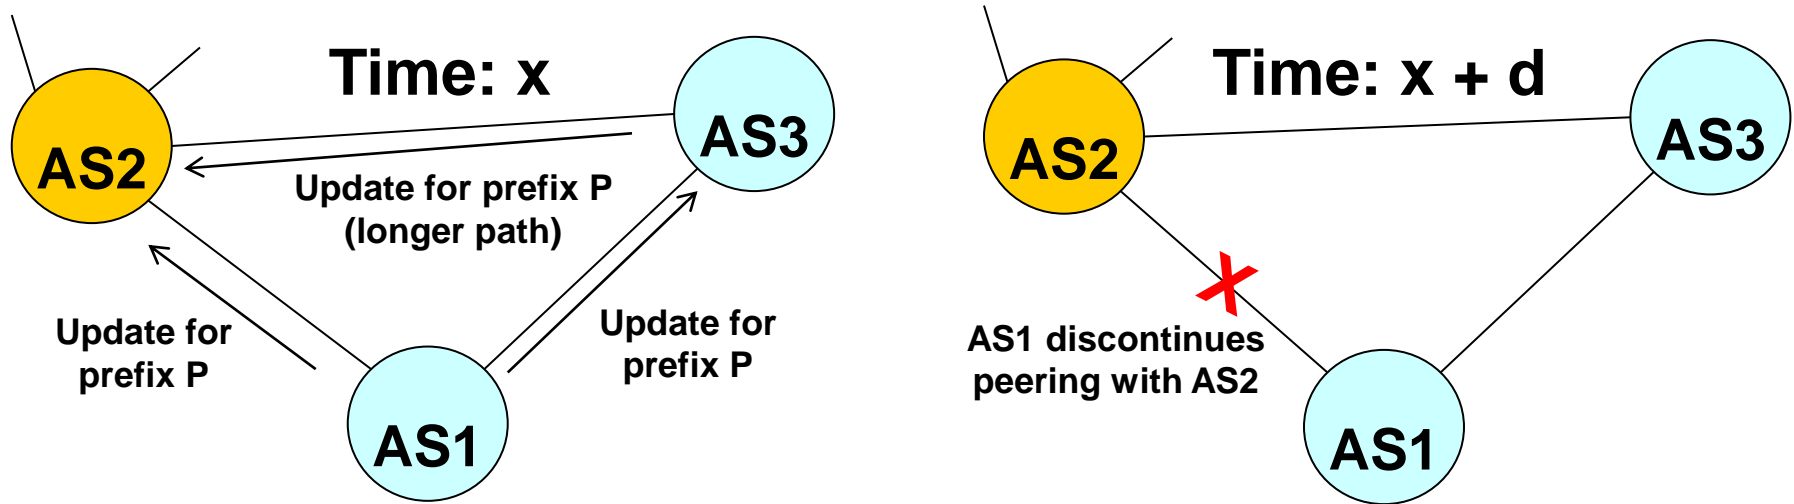 Time: x
AS2
AS3
Update for prefix P
(longer path)
Update for
prefix P
Update for
prefix P
AS1
Time: x + d
AS2
AS3
AS1 discontinues
peering with AS2
X
AS1